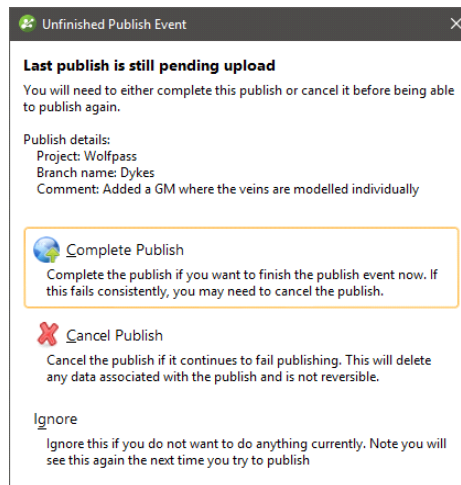 Unfinished Publish Event
Last publish is still pending upload
You will need to either complete this publish or cancel it before being able
to publish again.
Publish details:
Project: Wolfpass
Branch name: Dykes
Comment: Added a GM where the veins are modelled individually
Complete Publish
Complete the publish if you want to finish the publish event now. If
this fails consistently, you may need to cancel the publish.
Cancel Publish
Cancel the publish if it continues to fail publishing. This will delete
any data associated with the publish and is not reversible.
Ignore
Ignore this if you do not want to do anything currently. Note you will
see this again the next time you try to publish